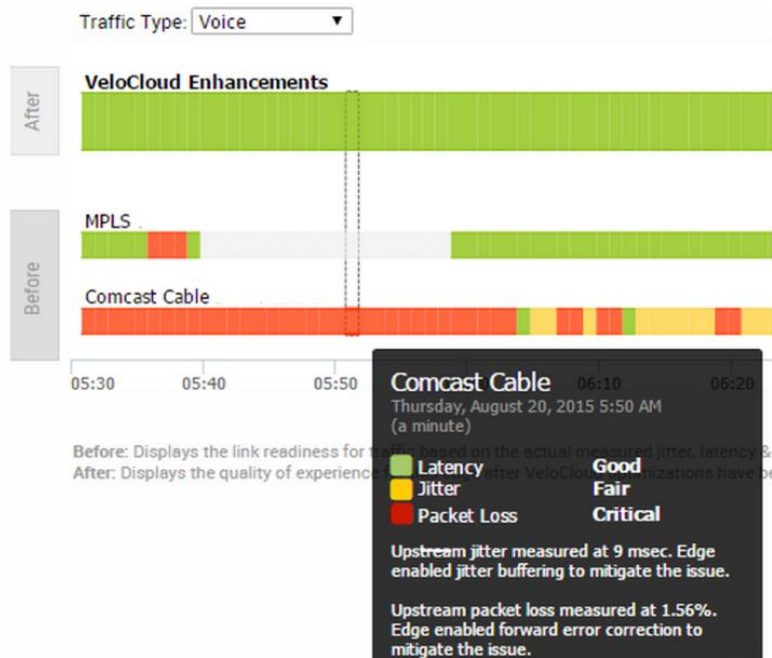 Traffic Type: Voice
After
VeloCloud Enhancements
Before
MPLS
Comcast Cable
05:30 05:40 05:50 06:10 06:20
Before: Displays the link readiness for traffic based on the actual measured jitter, latency &
After: Displays the quality of experience after VeloCloud optimizations have be
Comcast Cable
Thursday, August 20, 2015 5:50 AM
(a minute)
Latency Good
Jitter Fair
Packet Loss Critical
Upstream jitter measured at 9 msec. Edge
enabled jitter buffering to mitigate the issue.
Upstream packet loss measured at 1.56%.
Edge enabled forward error correction to
mitigate the issue.